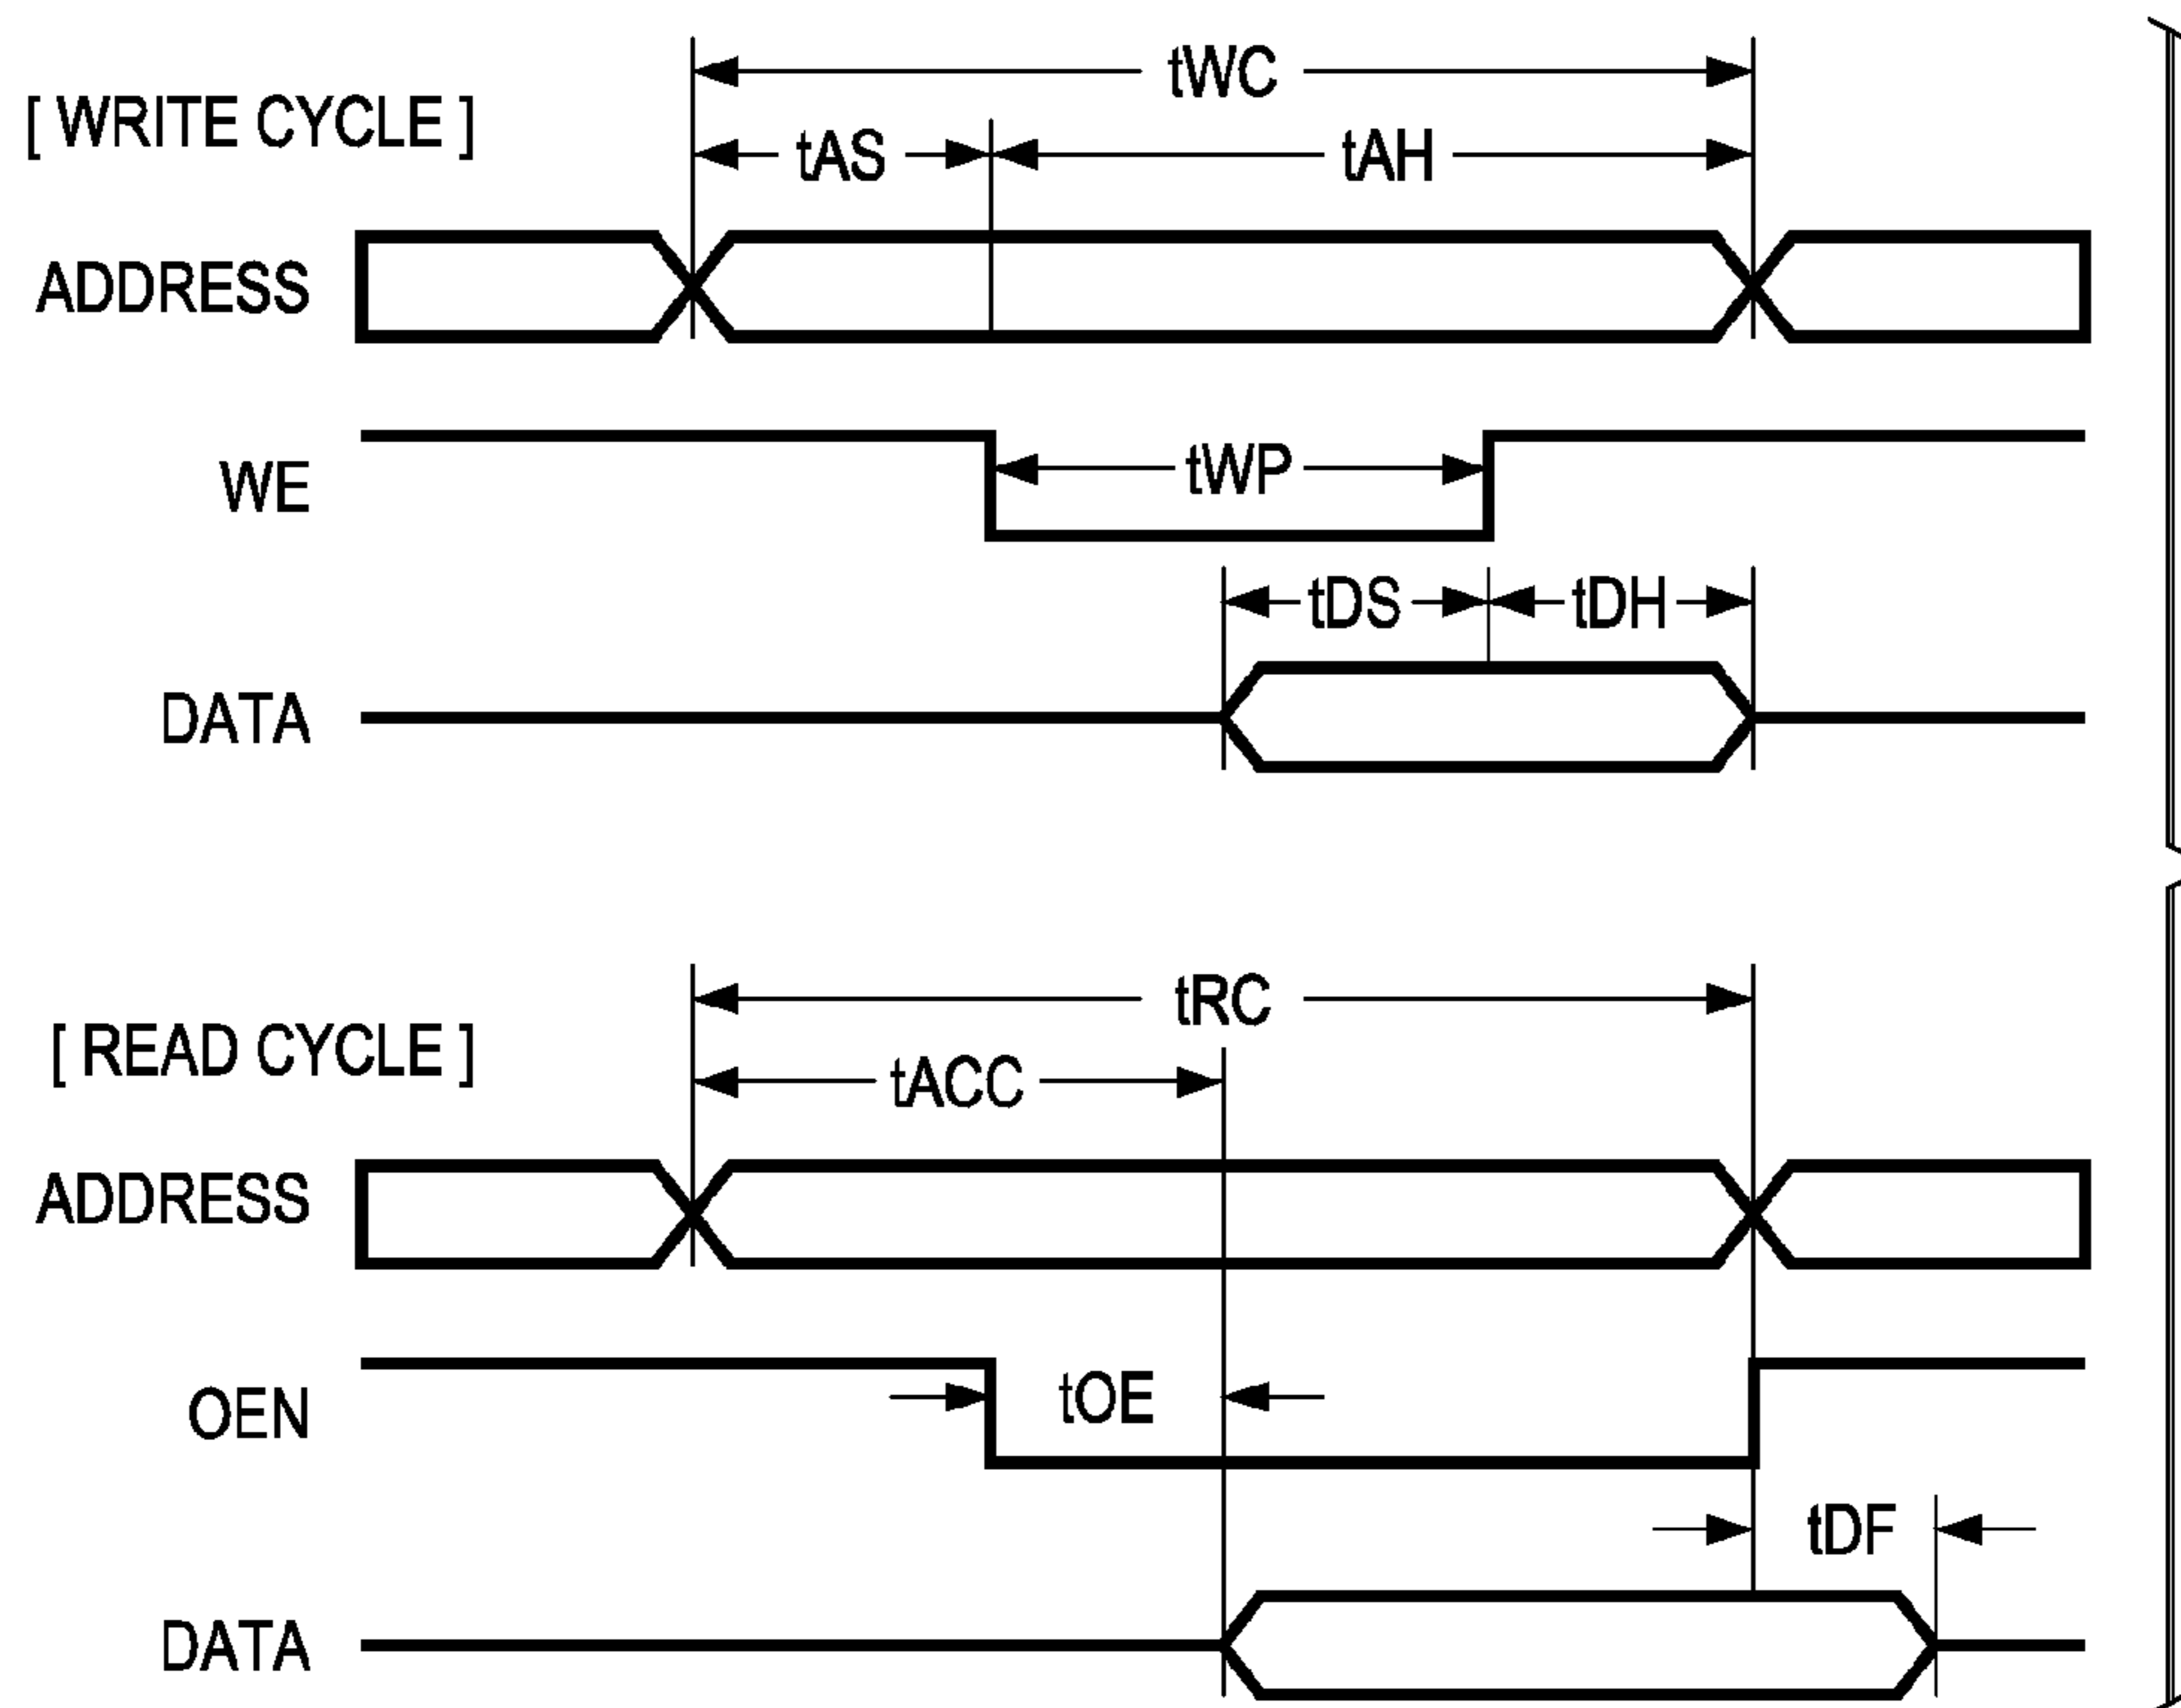 tWC
[ WRITE CYCLE ]
tAS tAH
ADDRESS
WE tWP
tDS tDH
DATA
tRC
[ READ CYCLE ]
tACC
ADDRESS
OEN tOE
tDF
DATA